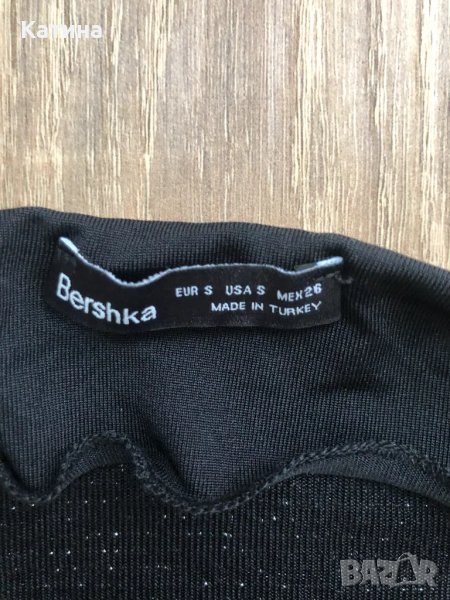 Катина
Bershka
EUR S USA S MEX 26
MADE IN TURKEY
BAZAR